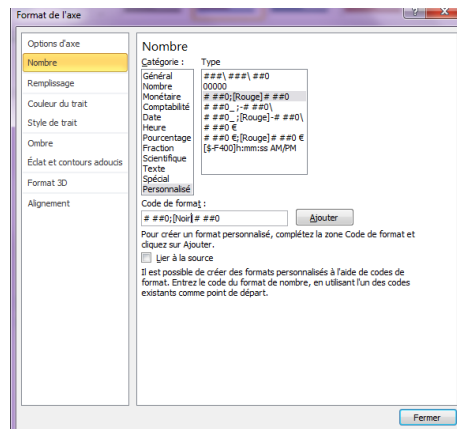 Format de l'axe
Options d'axe
Nombre
Remplissage
Couleur du trait
Style de trait
Ombre
Éclat et contours adoucis
Format 3D
Alignement
Nombre
Catégorie :
Général
Nombre
Monétaire
Comptabilité
Date
Heure
Pourcentage
Fraction
Scientifique
Texte
Spécial
Personnalisé
Type
###\ ###\ ##0
00000
# ##0;[Rouge]# ##0
# ##0_ ;-# ##0\
# ##0_ ;[Rouge]-# ##0\
# ##0 €
# ##0 €;[Rouge]# ##0 €
[$-F400]h:mm:ss AM/PM
Code de format :
# ##0;[Noir]# ##0
Ajouter
Pour créer un format personnalisé, complétez la zone Code de format et
cliquez sur Ajouter.
Lier à la source
Il est possible de créer des formats personnalisés à l'aide de codes de
format. Entrez le code du format de nombre, en utilisant l'un des codes
existants comme point de départ.
Fermer